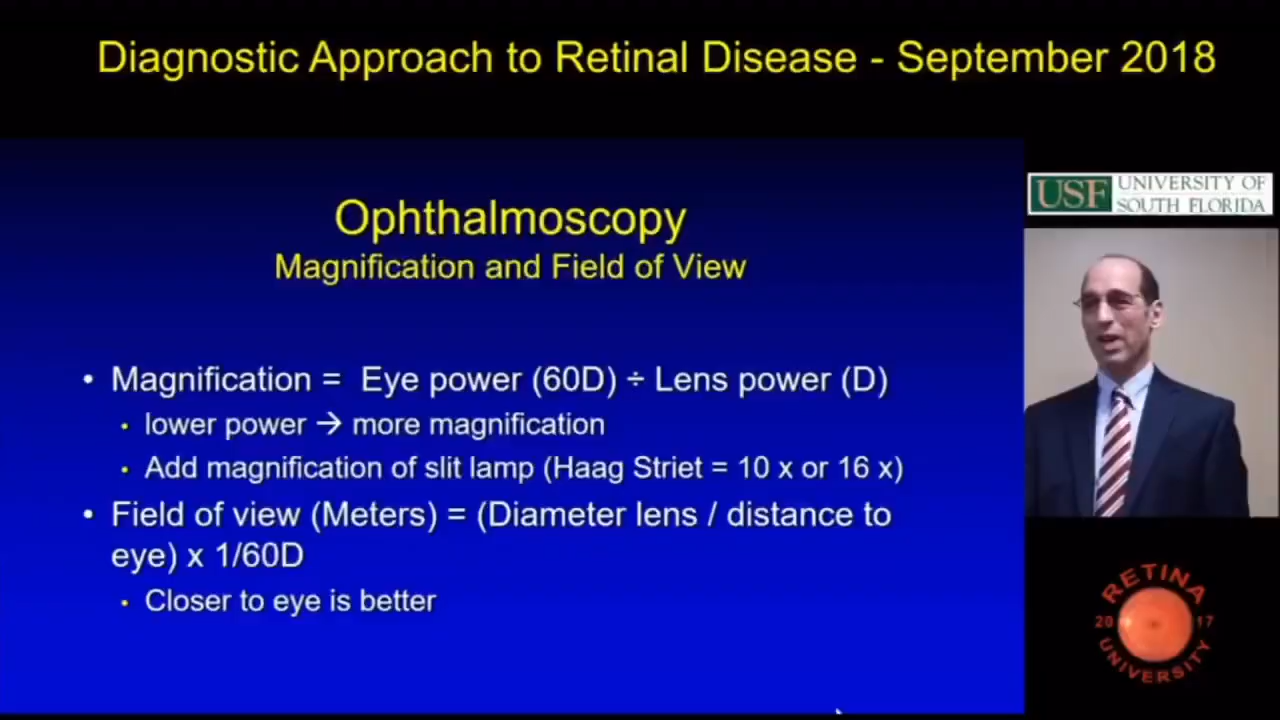 Diagnostic Approach to Retinal Disease - September 2018
Ophthalmoscopy
Magnification and Field of View
• Magnification = Eye power (60D) ÷ Lens power (D)
• lower power → more magnification
• Add magnification of slit lamp (Haag Striet = 10 x or 16 x)
• Field of view (Meters) = (Diameter lens / distance to
eye) x 1/60D
• Closer to eye is better
USF UNIVERSITY OF
SOUTH FLORIDA
RETINA
20 17
UNIVERSITY